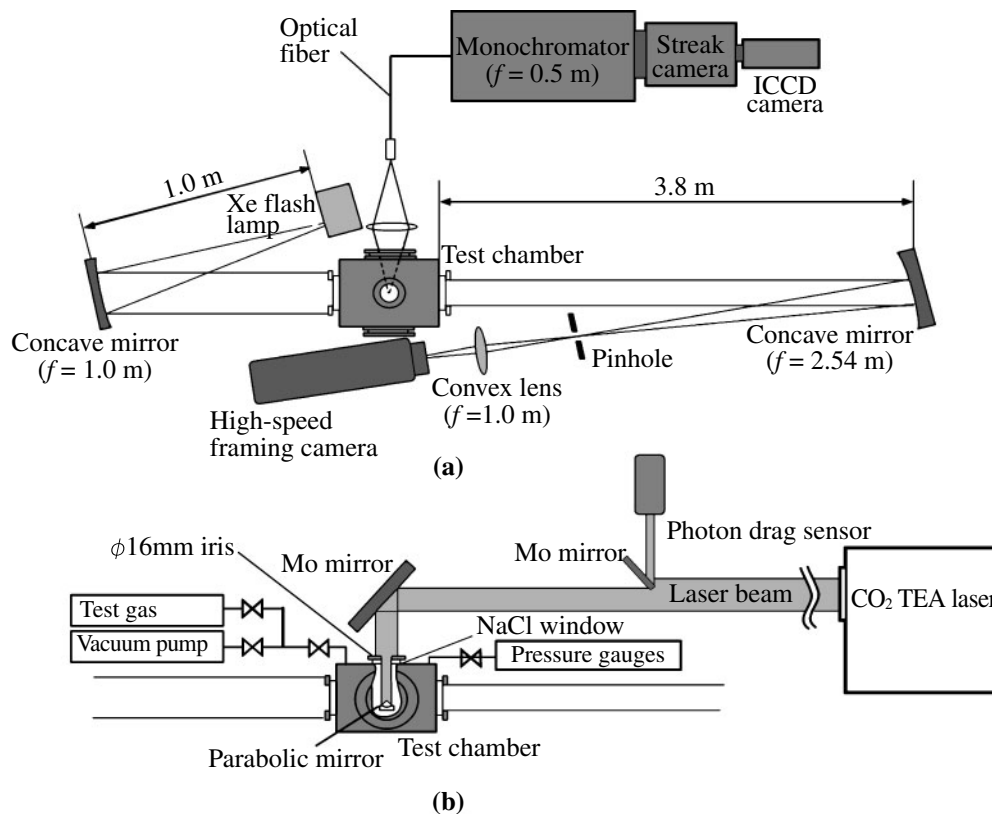 Optical
fiber
Monochromator
(f = 0.5 m)
Streak
camera
ICCD
camera
1.0 m
Xe flash
lamp
3.8 m
Test chamber
Concave mirror
(f = 1.0 m)
Pinhole
Concave mirror
(f = 2.54 m)
Convex lens
(f =1.0 m)
High-speed
framing camera
(a)
ϕ16mm iris
Mo mirror
Photon drag sensor
Mo mirror
Laser beam
CO₂ TEA laser
Test gas
Vacuum pump
NaCl window
Pressure gauges
Parabolic mirror
Test chamber
(b)